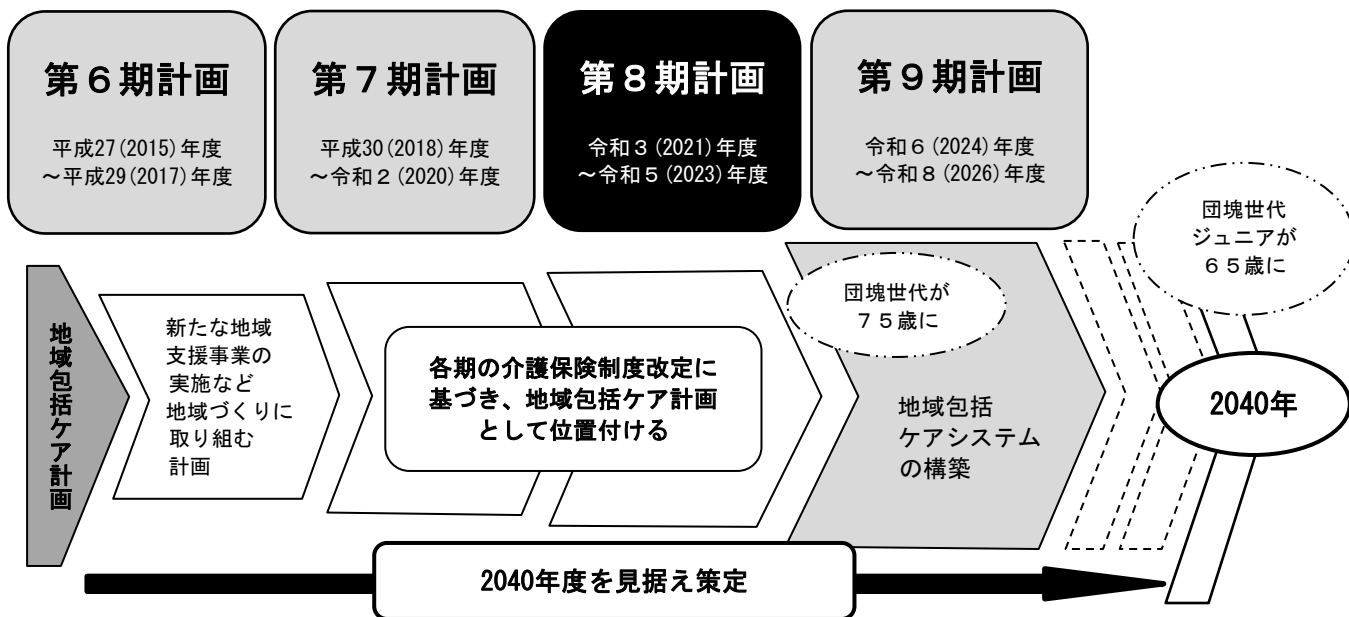 第６期計画
平成27(2015)年度
～平成29(2017)年度
第７期計画
平成30(2018)年度
～令和２(2020)年度
第８期計画
令和３(2021)年度
～令和５(2023)年度
第９期計画
令和６(2024)年度
～令和８(2026)年度
団塊世代
ジュニアが
６５歳に
地域包括ケア計画
新たな地域
支援事業の
実施など
地域づくりに
取り組む
計画
各期の介護保険制度改定に
基づき、地域包括ケア計画
として位置付ける
団塊世代が
７５歳に
地域包括
ケアシステム
の構築
2040年
2040年度を見据え策定